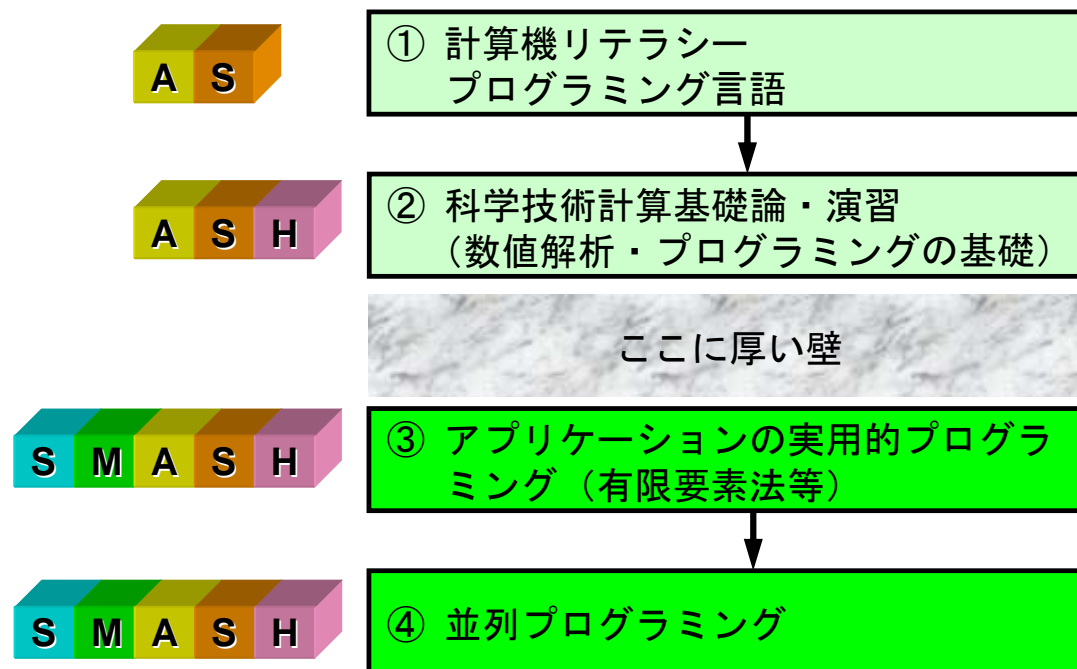 A S
① 計算機リテラシー
プログラミング言語
A S H
② 科学技術計算基礎論・演習
(数値解析・プログラミングの基礎)
ここに厚い壁
S M A S H
③ アプリケーションの実用的プログラ
ミング(有限要素法等)
S M A S H
④ 並列プログラミング